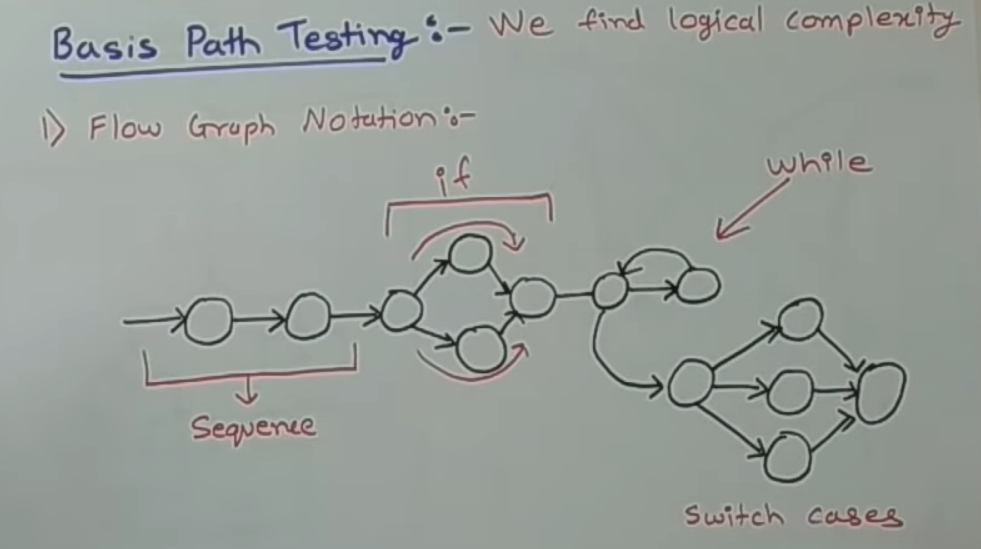 Basis Path Testing :- We find logical complexity
1) Flow Graph Notation :-
if
while
Sequence
Switch cases